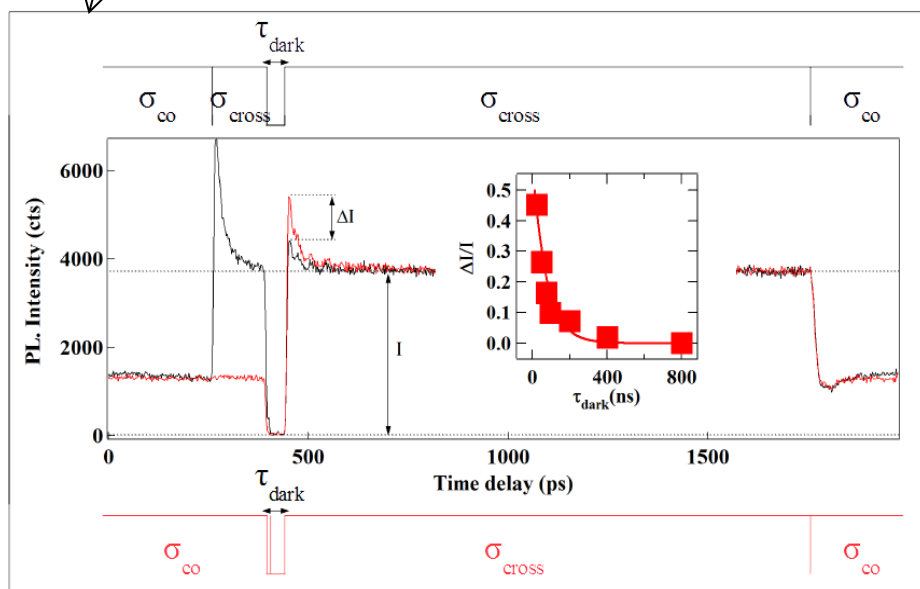 τdark
σco σcross σcross σco
6000
4000
2000
0
PL. Intensity (cts)
ΔI
I
0.5
0.4
0.3
0.2
0.1
0.0
ΔI/I
0 400 800
τdark(ns)
0 500 1000 1500
Time delay (ps)
τdark
σco σcross σco